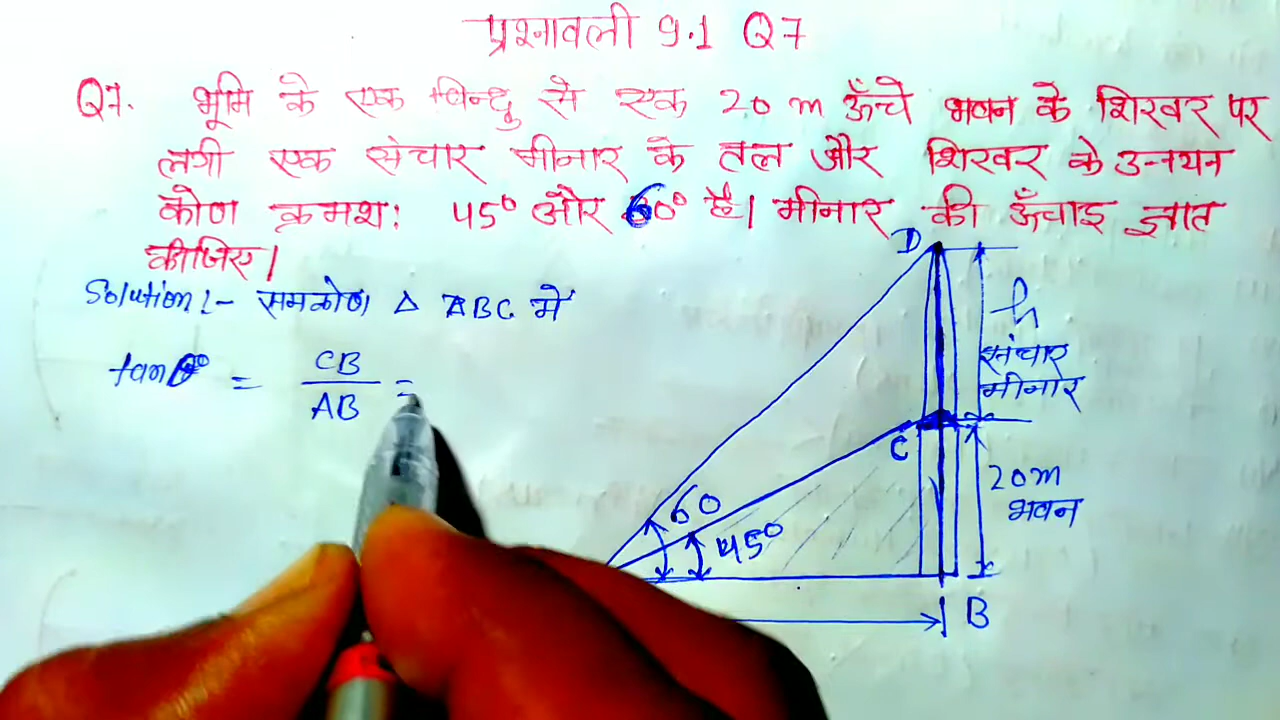 प्रश्नावली 9.1 Q7
Q7. भूमि के एक बिन्दु से एक 20 m ऊँचे भवन के शिखर पर
लगी एक संचार मीनार के तल और शिखर के उन्नयन
कोण क्रमश: 45° और 60° है। मीनार की ऊँचाइ ज्ञात
कीजिए।
Solution:- समकोण Δ ABC में
tanθ° = CB
AB
=
D
h
संचार
मीनार
C
20m
भवन
60
45°
B